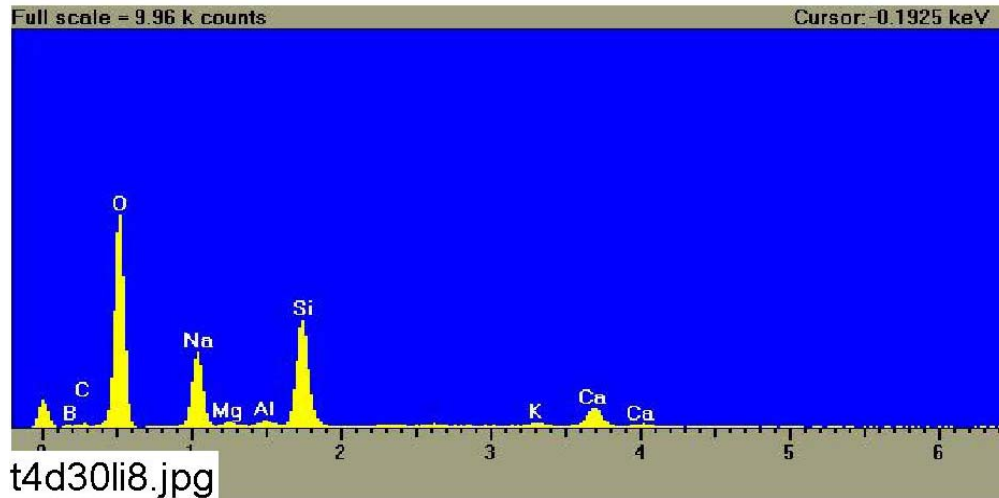 Full scale = 9.96 k counts Cursor:-0.1925 keV
O
Si
Na
C
Ca
B
Mg
Al
K
Ca
1 2 3 4 5 6
t4d30li8.jpg